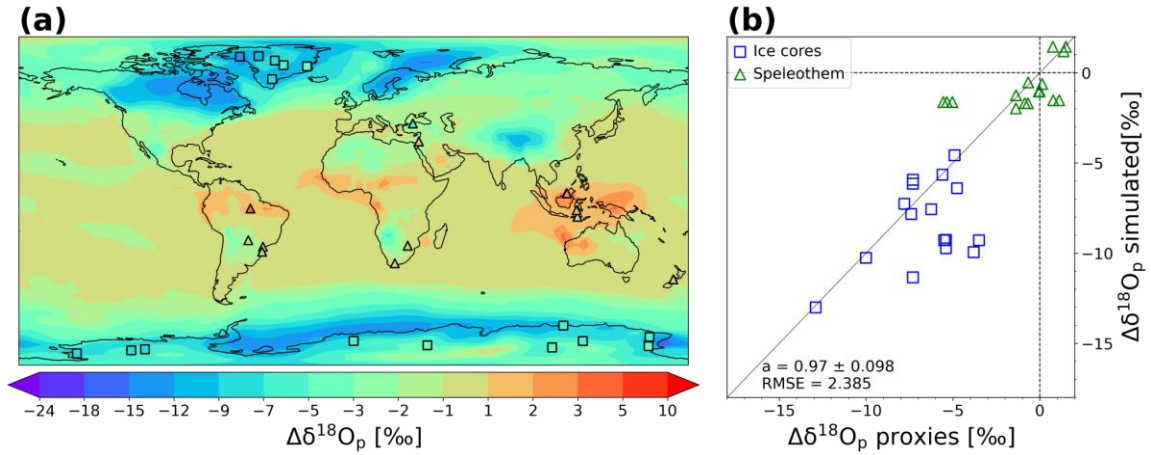 (a)
−24 −18 −15 −12 −9 −7 −5 −3 −2 −1 1 2 3 5 10
Δδ¹⁸Oₚ [‰]
(b)
Ice cores
Speleothem
0
−5
−10
−15
Δδ¹⁸Oₚ simulated[‰]
a = 0.97 ± 0.098
RMSE = 2.385
−15 −10 −5 0
Δδ¹⁸Oₚ proxies [‰]